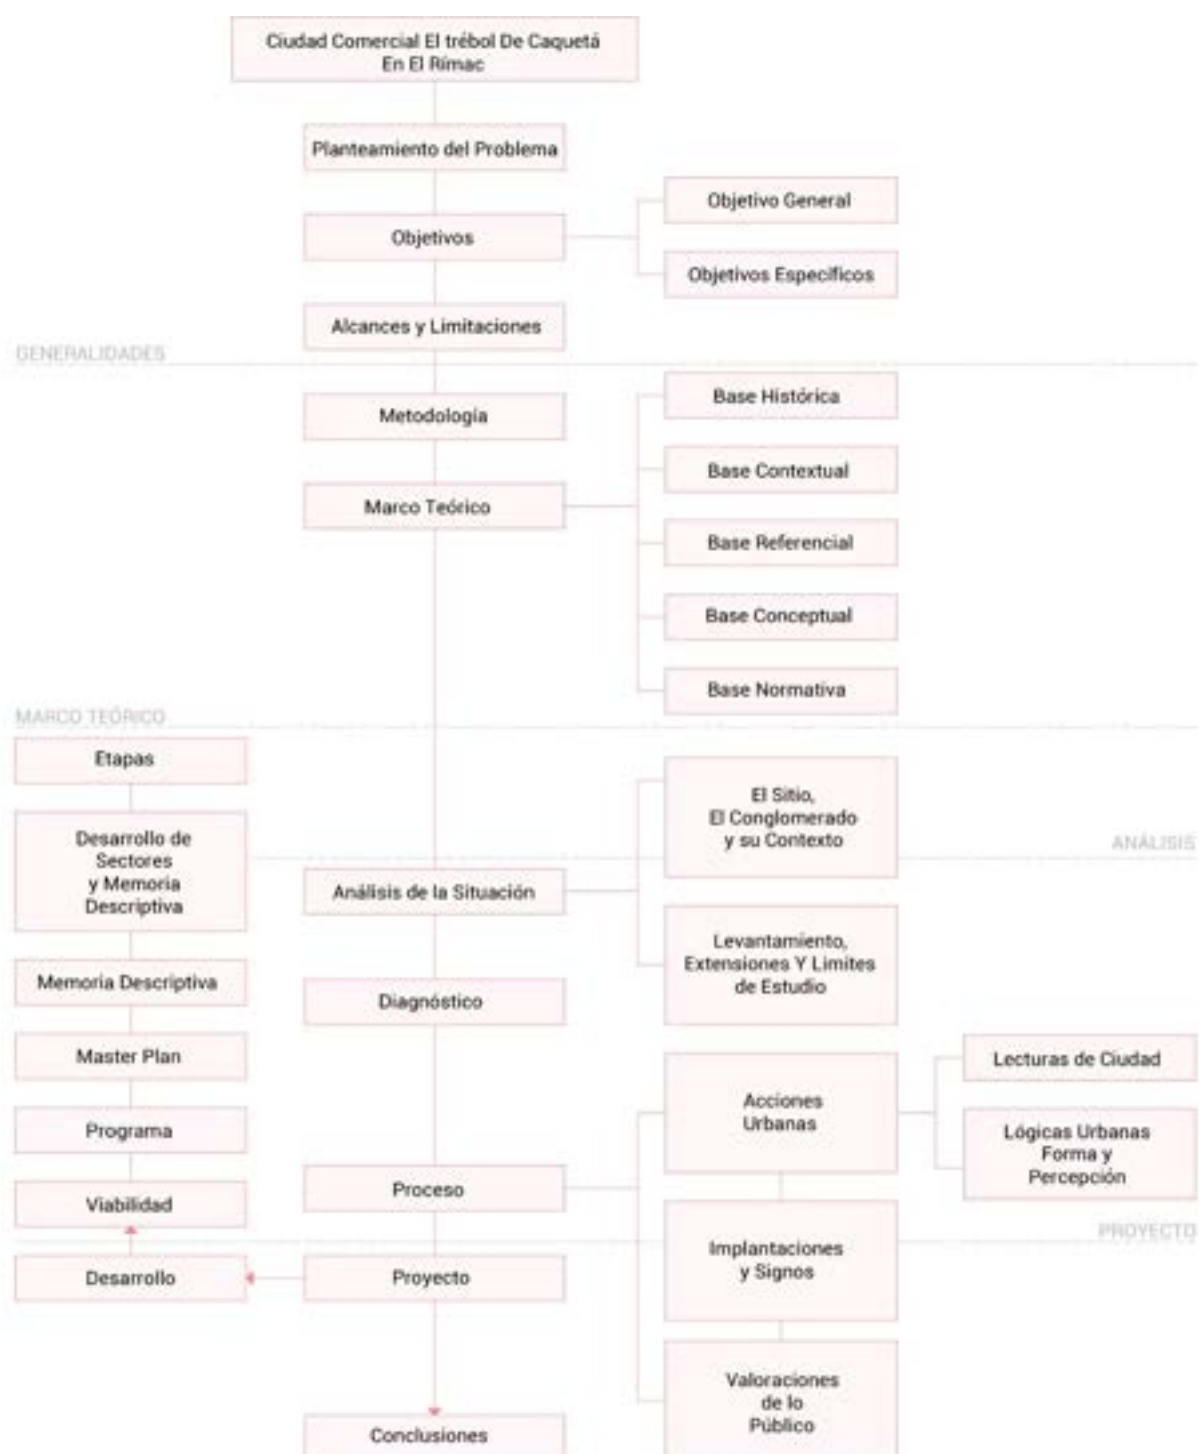 Ciudad Comercial El trébol De Caquetá
En El Rímac
Planteamiento del Problema
Objetivos
Objetivo General
Objetivos Específicos
Alcances y Limitaciones
GENERALIDADES
Metodología
Marco Teórico
Base Histórica
Base Contextual
Base Referencial
Base Conceptual
Base Normativa
MARCO TEÓRICO
Etapas
Desarrollo de
Sectores
y Memoria
Descriptiva
Memoria Descriptiva
Master Plan
Programa
Viabilidad
Desarrollo
Análisis de la Situación
El Sitio,
El Conglomerado
y su Contexto
Levantamiento,
Extensiones Y Limites
de Estudio
ANÁLISIS
Diagnóstico
Proceso
Acciones
Urbanas
Lecturas de Ciudad
Lógicas Urbanas
Forma y
Percepción
Implantaciones
y Signos
Valoraciones
de lo
Público
PROYECTO
Proyecto
Conclusiones